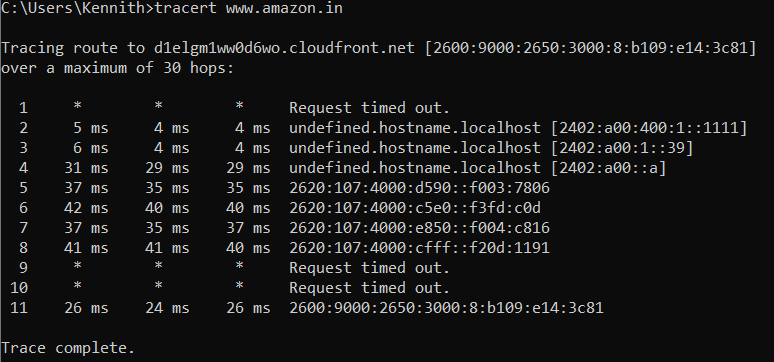 C:\Users\Kennith>tracert www.amazon.in
Tracing route to d1elgm1ww0d6wo.cloudfront.net [2600:9000:2650:3000:8:b109:e14:3c81]
over a maximum of 30 hops:
1 * * * Request timed out.
2 5 ms 4 ms 4 ms undefined.hostname.localhost [2402:a00:400:1::1111]
3 6 ms 4 ms 4 ms undefined.hostname.localhost [2402:a00:1::39]
4 31 ms 29 ms 29 ms undefined.hostname.localhost [2402:a00::a]
5 37 ms 35 ms 35 ms 2620:107:4000:d590::f003:7806
6 42 ms 40 ms 40 ms 2620:107:4000:c5e0::f3fd:c0d
7 37 ms 35 ms 37 ms 2620:107:4000:e850::f004:c816
8 41 ms 41 ms 40 ms 2620:107:4000:cfff::f20d:1191
9 * * * Request timed out.
10 * * * Request timed out.
11 26 ms 24 ms 26 ms 2600:9000:2650:3000:8:b109:e14:3c81
Trace complete.